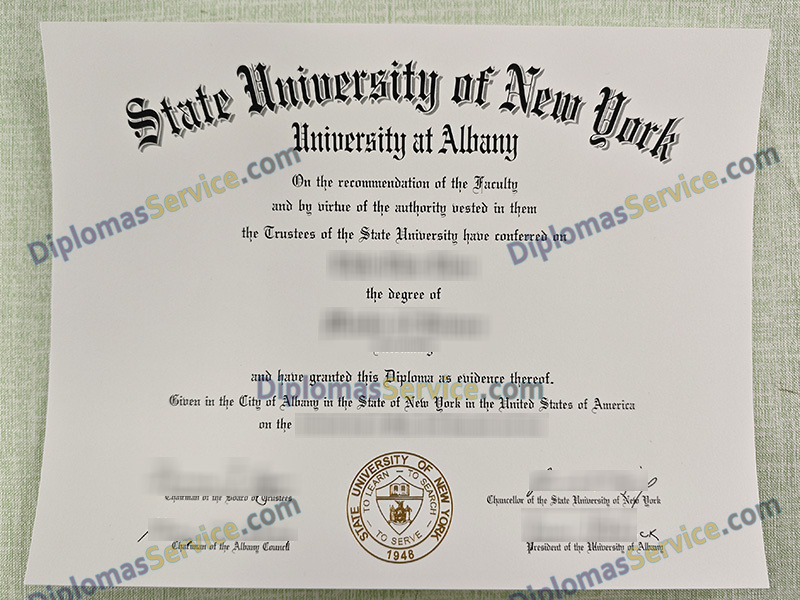 State University of New York
University at Albany
On the recommendation of the Faculty
and by virtue of the authority vested in them
the Trustees of the State University have conferred on
DiplomasService.com
DiplomasService.com
the degree of
and have granted this Diploma as evidence thereof.
DiplomasService.com
Given in the City of Albany in the State of New York in the United States of America
on the
STATE UNIVERSITY OF NEW YORK
TO LEARN — TO SEARCH
— TO SERVE —
1948
Chairman of the Board of Trustees
Chancellor of the State University of New York
Chairman of the Albany Council
President of the University of Albany
DiplomasService.com
DiplomasService.com